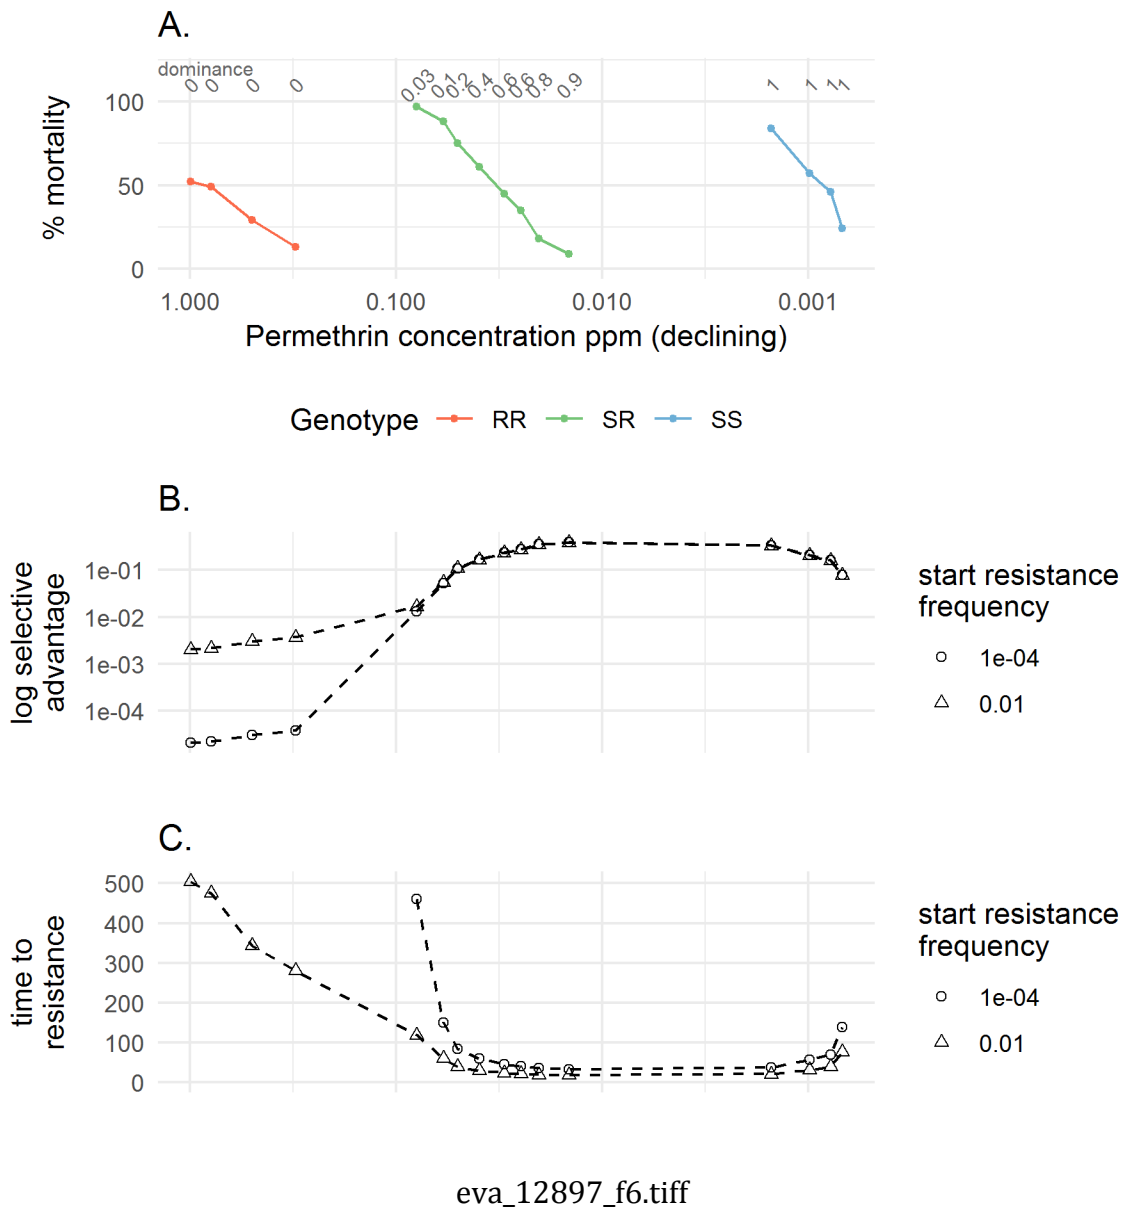 A.
dominance
0 0 0 0 0.03 0.1 0.2 0.4 0.6 0.6 0.8 0.9 1 1 1 1
% mortality
100
50
0
1.000 0.100 0.010 0.001
Permethrin concentration ppm (declining)
Genotype RR SR SS
B.
log selective
advantage
1e-01
1e-02
1e-03
1e-04
start resistance
frequency
1e-04
0.01
C.
time to
resistance
500
400
300
200
100
0
start resistance
frequency
1e-04
0.01
eva_12897_f6.tiff